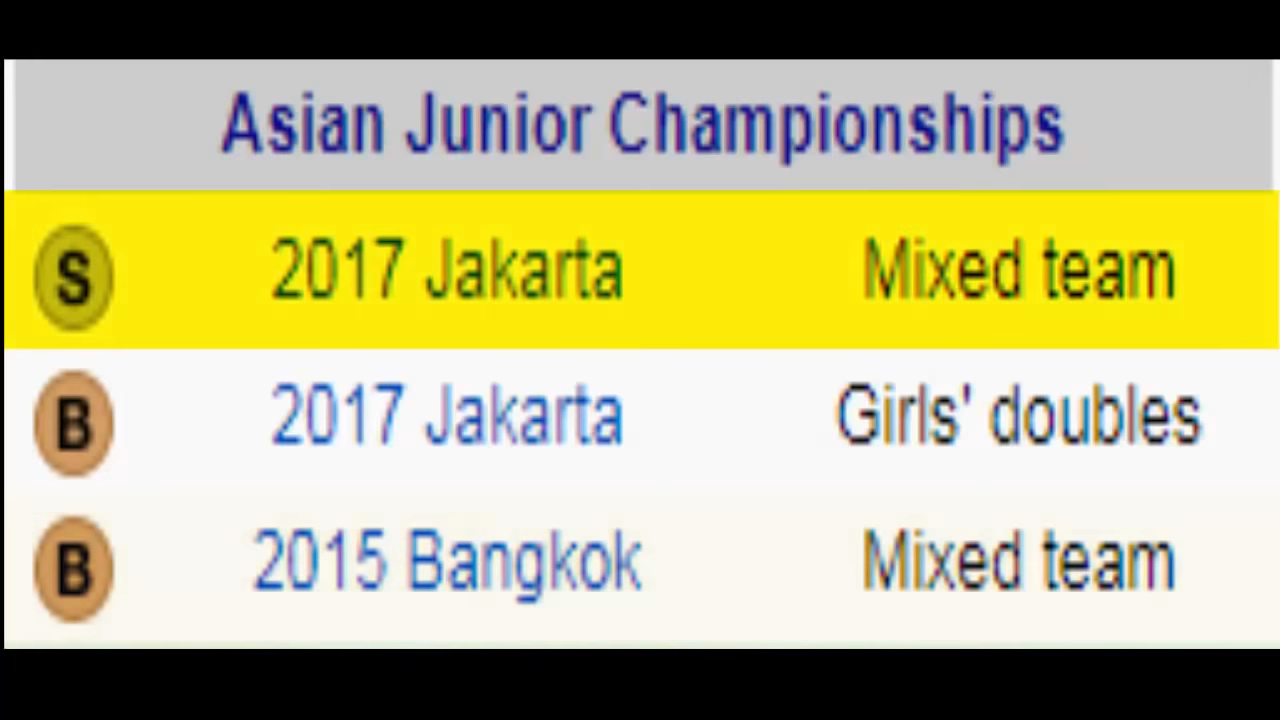 Asian Junior Championships
S 2017 Jakarta Mixed team
B 2017 Jakarta Girls' doubles
B 2015 Bangkok Mixed team